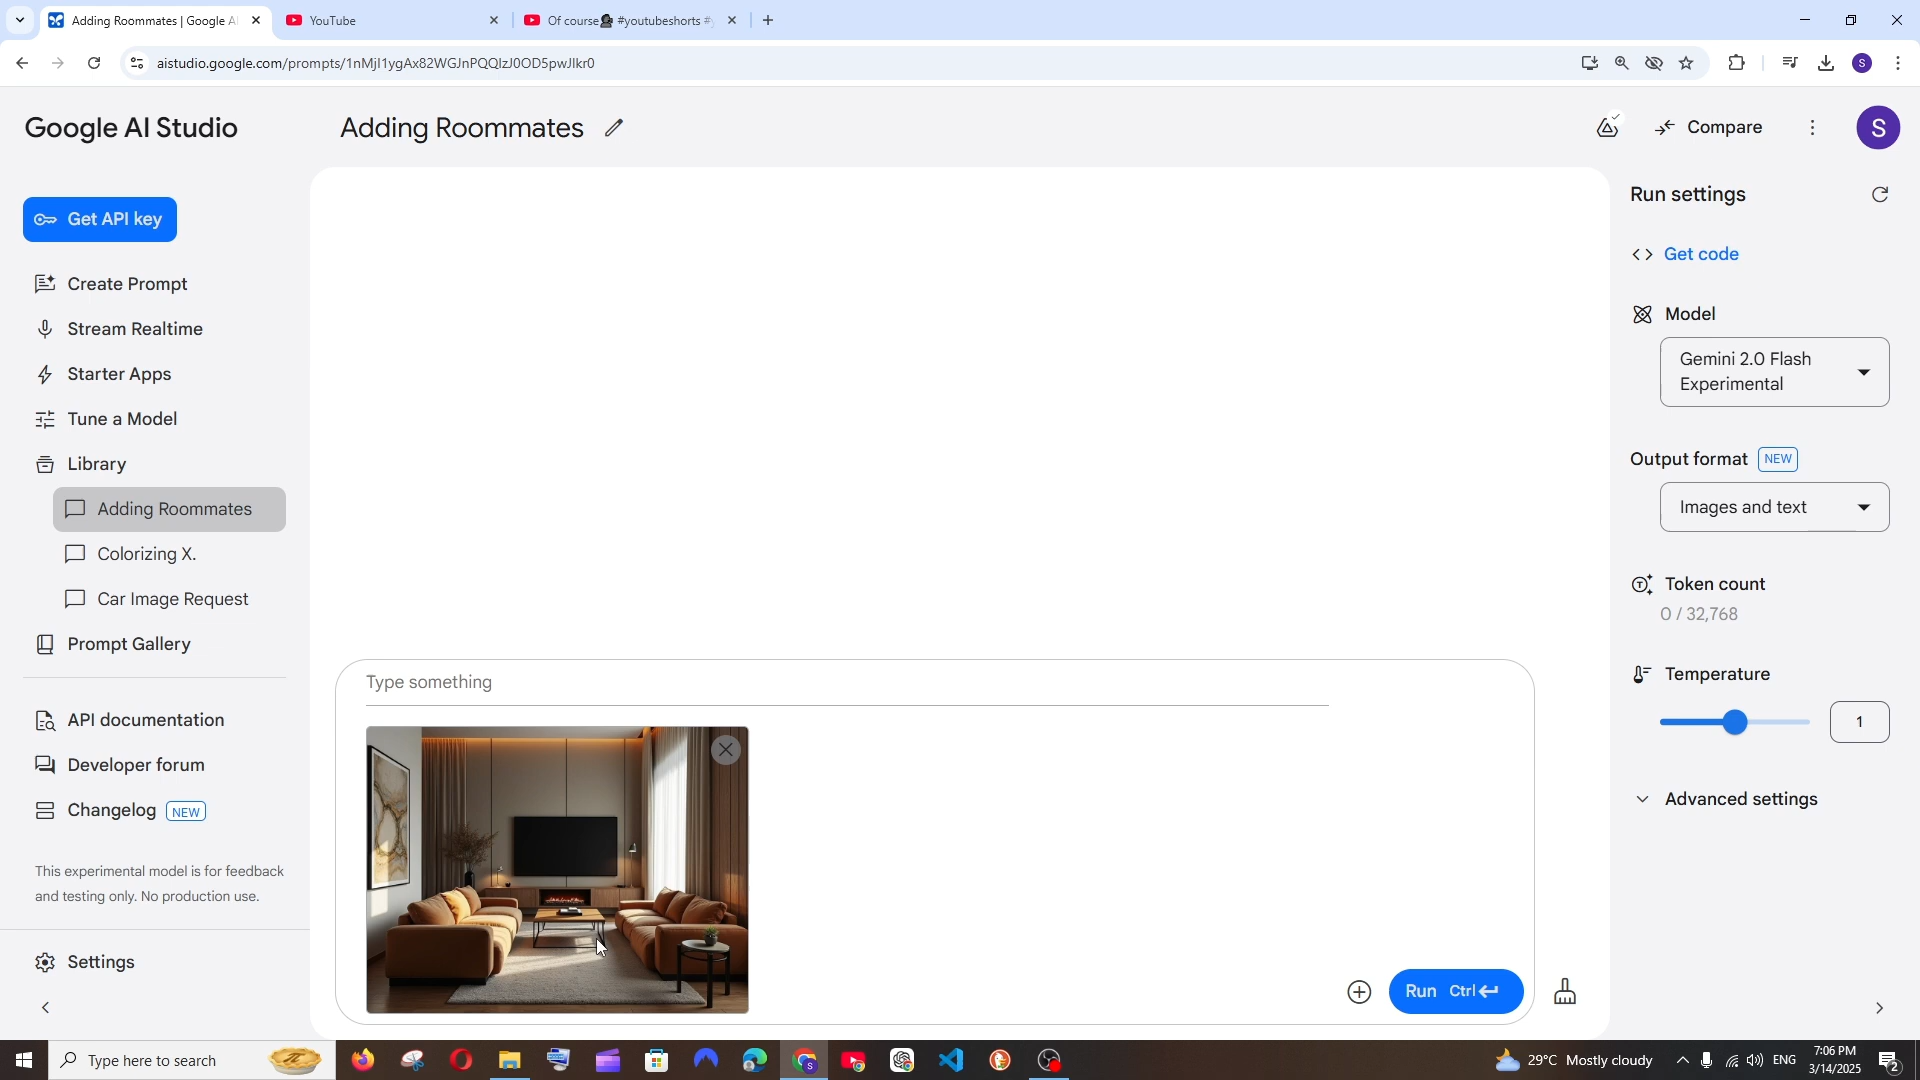 Adding Roommates | Google AI
YouTube
Of course #youtubeshorts #y
aistudio.google.com/prompts/1nMjI1ygAx82WGJnPQQIzJ0OD5pwJIkr0
S
Google AI Studio
Adding Roommates
Compare
S
Get API key
Create Prompt
Stream Realtime
Starter Apps
Tune a Model
Library
Adding Roommates
Colorizing X.
Car Image Request
Prompt Gallery
API documentation
Developer forum
Changelog NEW
This experimental model is for feedback
and testing only. No production use.
Settings
Type something
Run Ctrl
Run settings
Get code
Model
Gemini 2.0 Flash
Experimental
Output format NEW
Images and text
Token count
0 / 32,768
Temperature
1
Advanced settings
Type here to search
29°C Mostly cloudy
ENG
7:06 PM
3/14/2025
2